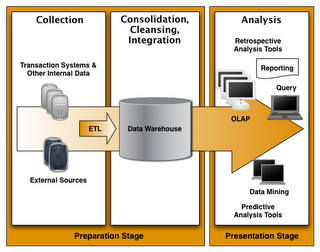 Collection
Consolidation,
Cleansing,
Integration
Analysis
Transaction Systems &
Other Internal Data
ETL
External Sources
Data Warehouse
Retrospective
Analysis Tools
Reporting
Query
OLAP
Data Mining
Predictive
Analysis Tools
Preparation Stage
Presentation Stage